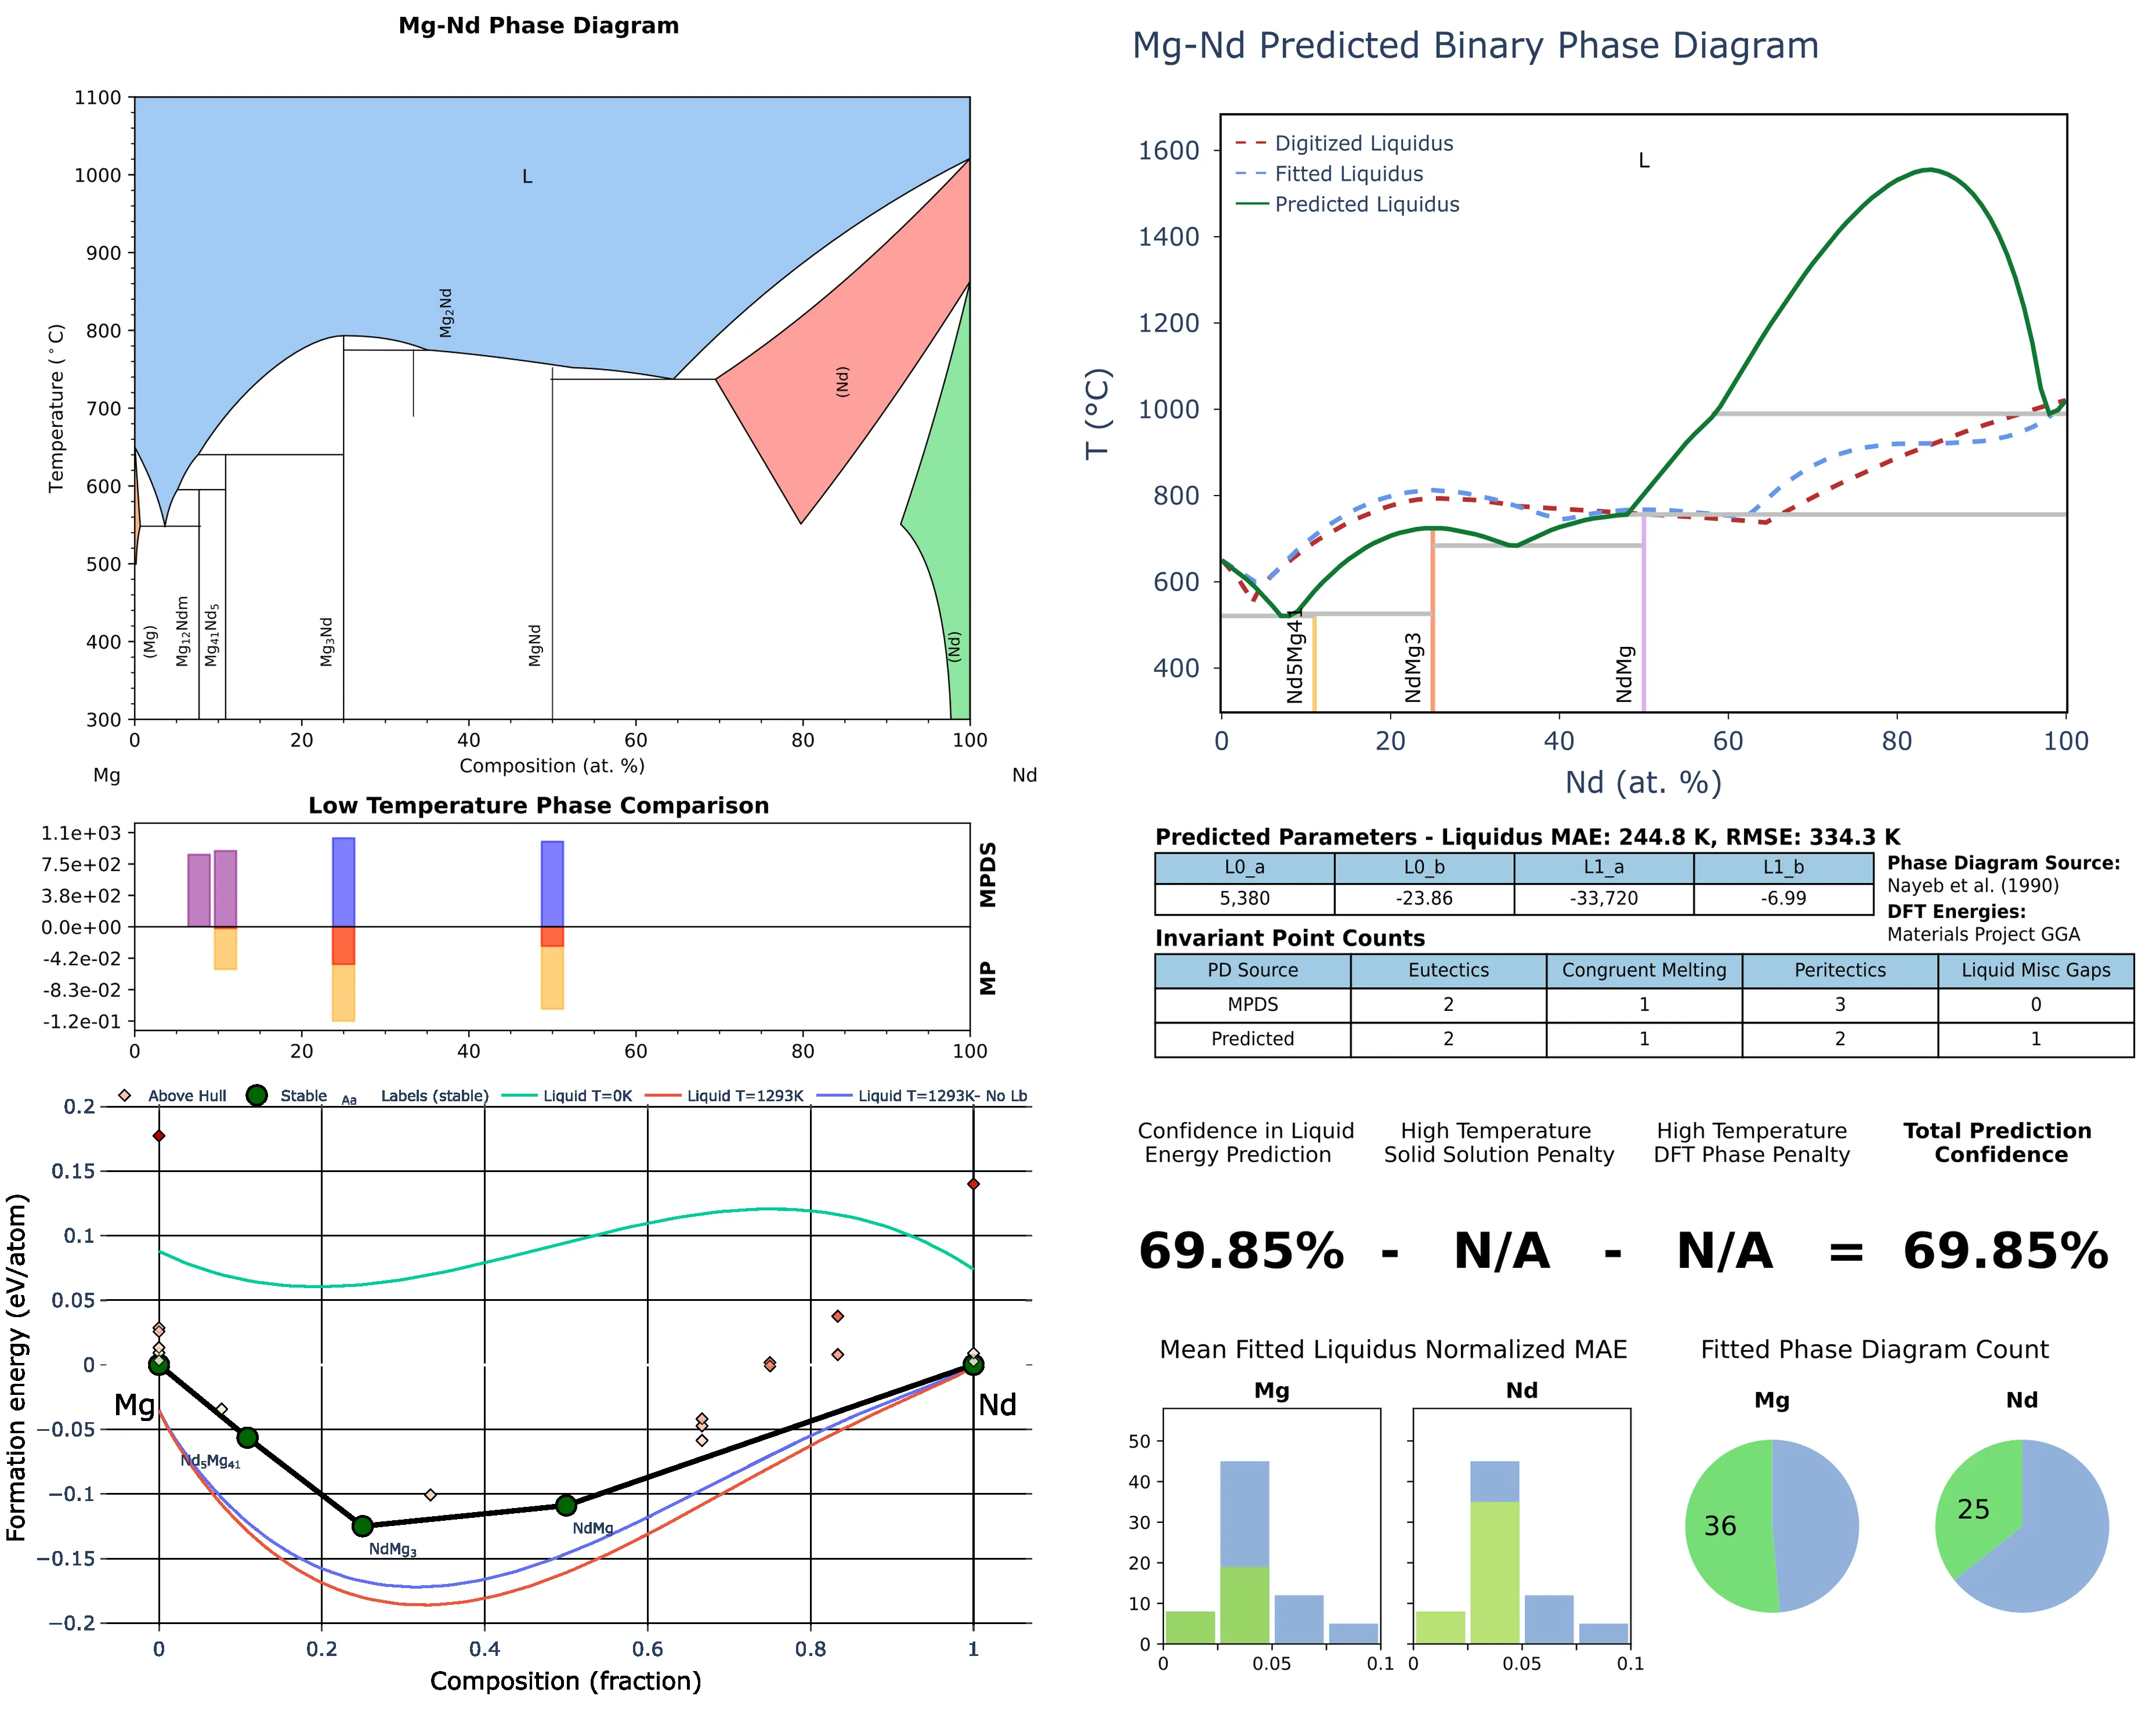 Mg-Nd Phase Diagram
1100
1000
900
800
700
600
500
400
300
Temperature (°C)
L
Mg2Nd
(Nd)
(Mg)
Mg12Ndm
Mg41Nd5
Mg3Nd
MgNd
(Nd)
0 20 40 60 80 100
Composition (at. %)
Mg Nd
Low Temperature Phase Comparison
1.1e+03
7.5e+02
3.8e+02
0.0e+00
-4.2e-02
-8.3e-02
-1.2e-01
MPDS
MP
0 20 40 60 80 100
Above Hull Stable Aa Labels (stable) Liquid T=0K Liquid T=1293K Liquid T=1293K- No Lb
0.2
0.15
0.1
0.05
0
−0.05
−0.1
−0.15
−0.2
Formation energy (eV/atom)
Mg
Nd
Nd5Mg41
NdMg3
NdMg
0 0.2 0.4 0.6 0.8 1
Composition (fraction)
Mg-Nd Predicted Binary Phase Diagram
1600
1400
1200
1000
800
600
400
T (°C)
Digitized Liquidus
Fitted Liquidus
Predicted Liquidus
L
Nd5Mg41
NdMg3
NdMg
0 20 40 60 80 100
Nd (at. %)
Predicted Parameters - Liquidus MAE: 244.8 K, RMSE: 334.3 K
L0_a L0_b L1_a L1_b
5,380 -23.86 -33,720 -6.99
Phase Diagram Source:
Nayeb et al. (1990)
DFT Energies:
Materials Project GGA
Invariant Point Counts
PD Source Eutectics Congruent Melting Peritectics Liquid Misc Gaps
MPDS 2 1 3 0
Predicted 2 1 2 1
Confidence in Liquid
Energy Prediction
High Temperature
Solid Solution Penalty
High Temperature
DFT Phase Penalty
Total Prediction
Confidence
69.85% - N/A - N/A = 69.85%
Mean Fitted Liquidus Normalized MAE
Mg Nd
50
40
30
20
10
0
0 0.05 0.1
0 0.05 0.1
Fitted Phase Diagram Count
Mg Nd
36
25